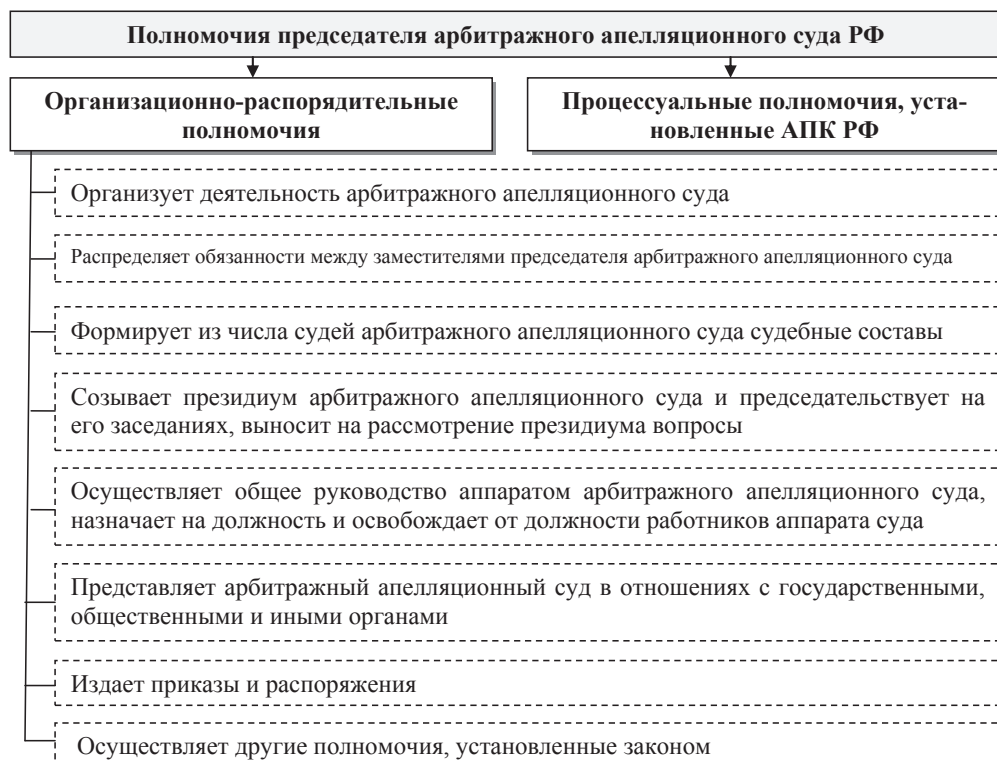 Полномочия председателя арбитражного апелляционного суда РФ
Организационно-распорядительные
полномочия
Процессуальные полномочия, уста-
новленные АПК РФ
Организует деятельность арбитражного апелляционного суда
Распределяет обязанности между заместителями председателя арбитражного апелляционного суда
Формирует из числа судей арбитражного апелляционного суда судебные составы
Созывает президиум арбитражного апелляционного суда и председательствует на
его заседаниях, выносит на рассмотрение президиума вопросы
Осуществляет общее руководство аппаратом арбитражного апелляционного суда,
назначает на должность и освобождает от должности работников аппарата суда
Представляет арбитражный апелляционный суд в отношениях с государственными,
общественными и иными органами
Издает приказы и распоряжения
Осуществляет другие полномочия, установленные законом